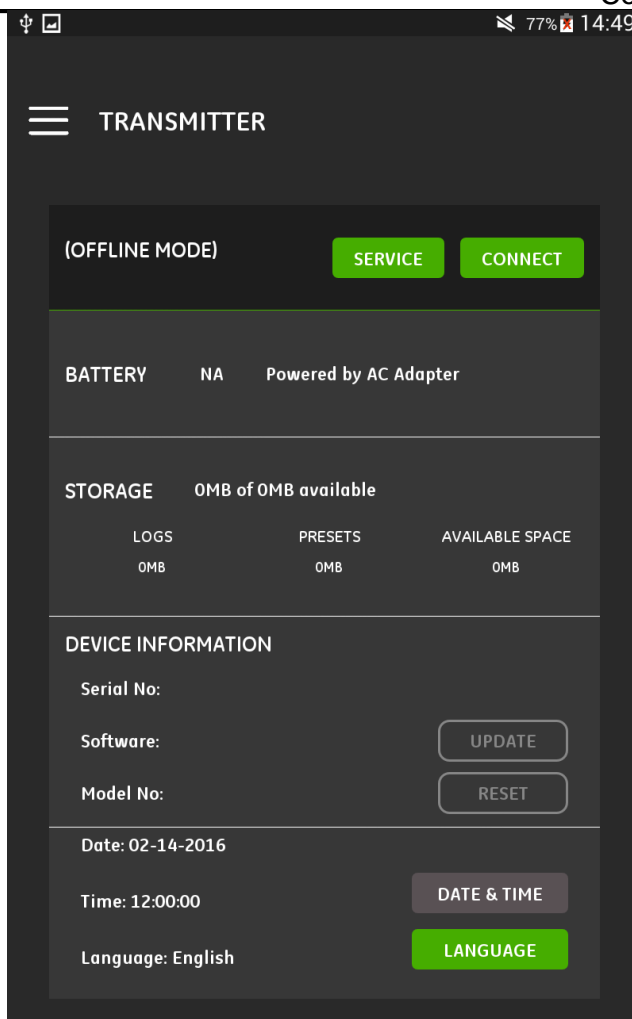 77% 14:49
TRANSMITTER
(OFFLINE MODE) SERVICE CONNECT
BATTERY NA Powered by AC Adapter
STORAGE 0MB of 0MB available
LOGS PRESETS AVAILABLE SPACE
0MB 0MB 0MB
DEVICE INFORMATION
Serial No:
Software: UPDATE
Model No: RESET
Date: 02-14-2016
Time: 12:00:00 DATE & TIME
Language: English LANGUAGE